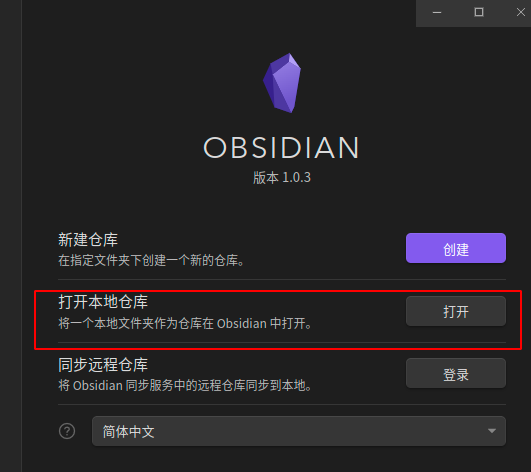 OBSIDIAN
版本 1.0.3
新建仓库
在指定文件夹下创建一个新的仓库。
创建
打开本地仓库
将一个本地文件夹作为仓库在 Obsidian 中打开。
打开
同步远程仓库
将 Obsidian 同步服务中的远程仓库同步到本地。
登录
简体中文